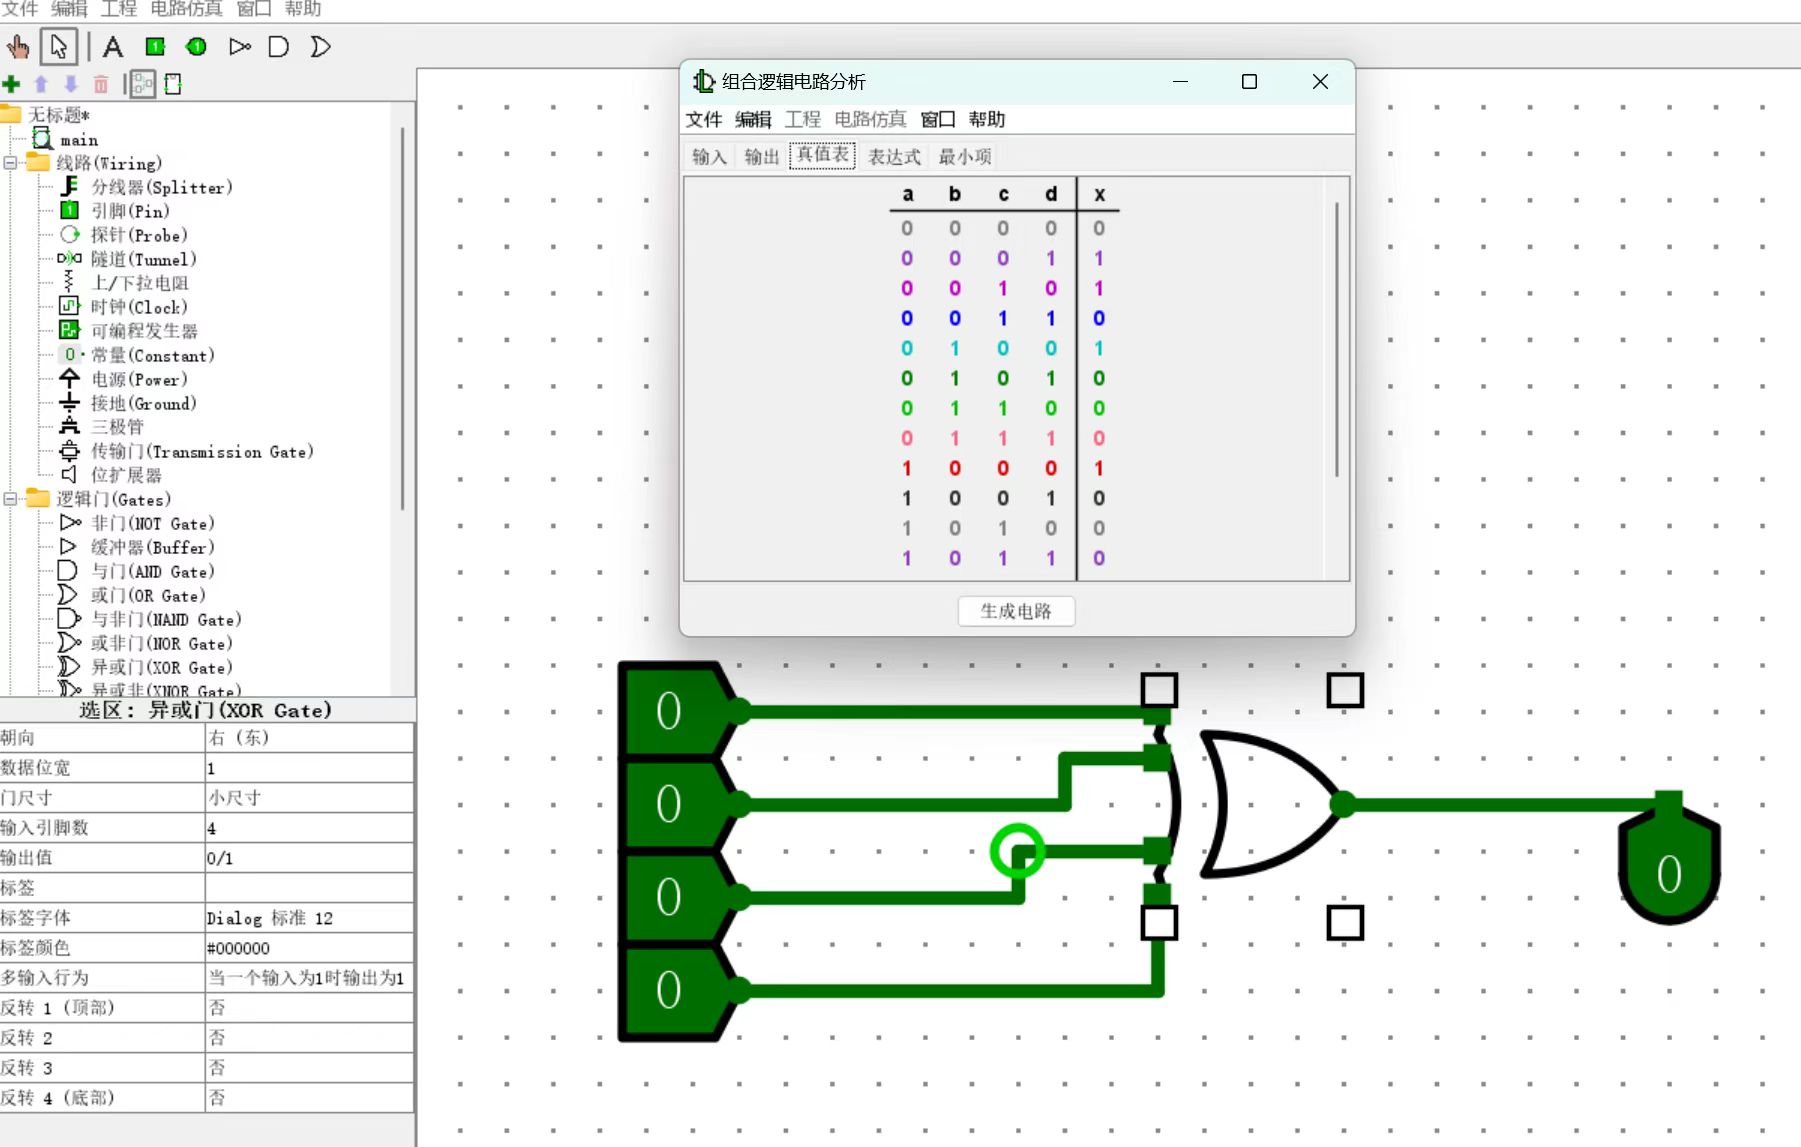 文件 编辑 工程 电路仿真 窗口 帮助
A 1 1
无标题*
main
线路(Wiring)
分线器(Splitter)
引脚(Pin)
探针(Probe)
隧道(Tunnel)
上/下拉电阻
时钟(Clock)
可编程发生器
0 常量(Constant)
电源(Power)
接地(Ground)
三极管
传输门(Transmission Gate)
位扩展器
逻辑门(Gates)
非门(NOT Gate)
缓冲器(Buffer)
与门(AND Gate)
或门(OR Gate)
与非门(NAND Gate)
或非门(NOR Gate)
异或门(XOR Gate)
异或非(XNOR Gate)
选区: 异或门(XOR Gate)
朝向 右 (东)
数据位宽 1
门尺寸 小尺寸
输入引脚数 4
输出值 0/1
标签
标签字体 Dialog 标准 12
标签颜色 #000000
多输入行为 当一个输入为1时输出为1
反转 1 (顶部) 否
反转 2 否
反转 3 否
反转 4 (底部) 否
组合逻辑电路分析
文件 编辑 工程 电路仿真 窗口 帮助
输入 输出 真值表 表达式 最小项
a b c d x
0 0 0 0 0
0 0 0 1 1
0 0 1 0 1
0 0 1 1 0
0 1 0 0 1
0 1 0 1 0
0 1 1 0 0
0 1 1 1 0
1 0 0 0 1
1 0 0 1 0
1 0 1 0 0
1 0 1 1 0
生成电路
0
0
0
0
0